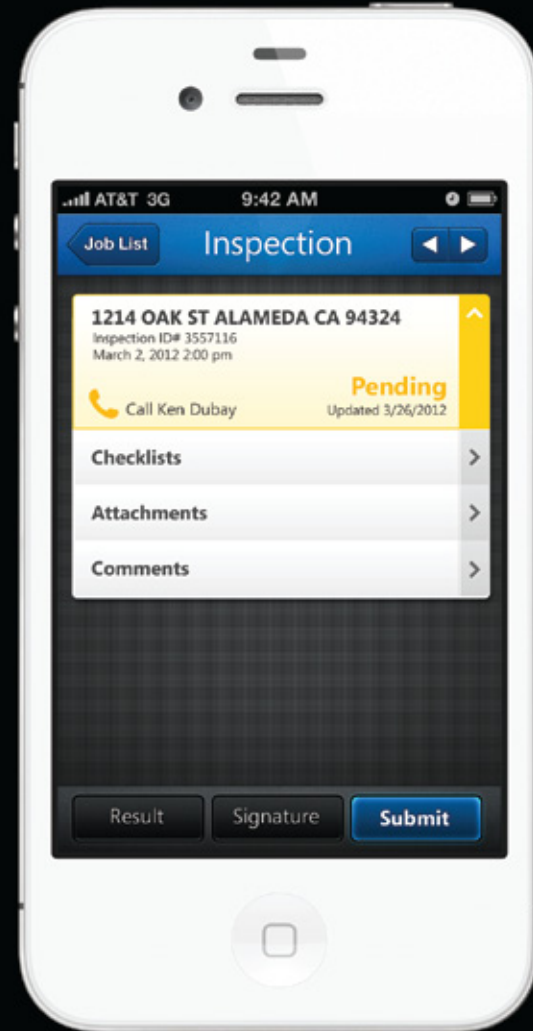 AT&T 3G 9:42 AM
Job List Inspection
1214 OAK ST ALAMEDA CA 94324
Inspection ID# 3557116
March 2, 2012 2:00 pm
Pending
Call Ken Dubay Updated 3/26/2012
Checklists
Attachments
Comments
Result Signature Submit